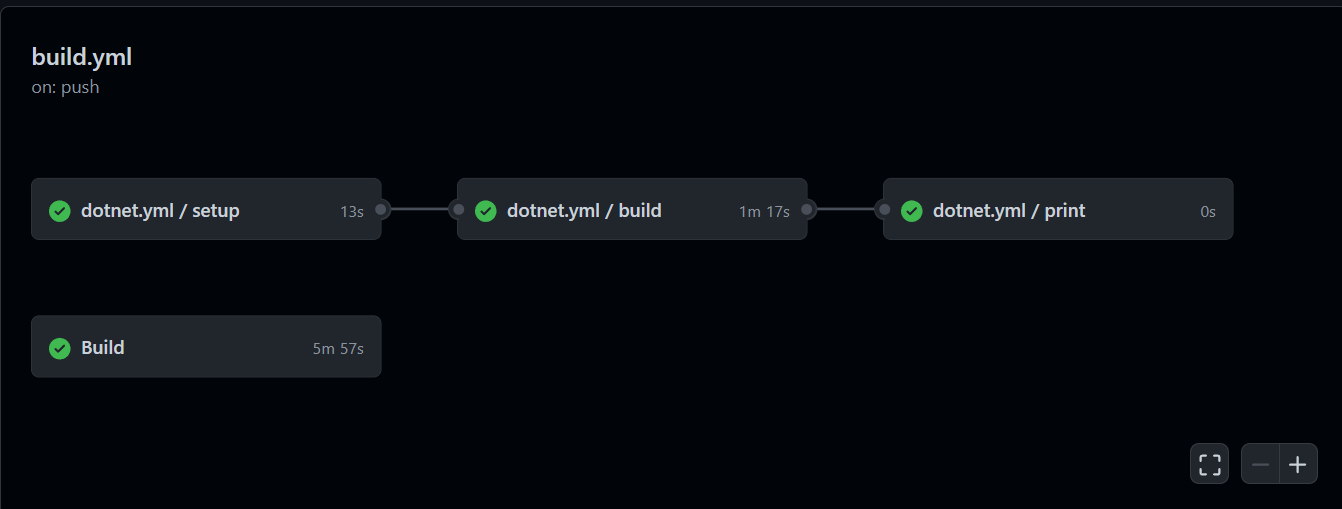 build.yml
on: push
dotnet.yml / setup 13s
dotnet.yml / build 1m 17s
dotnet.yml / print 0s
Build 5m 57s